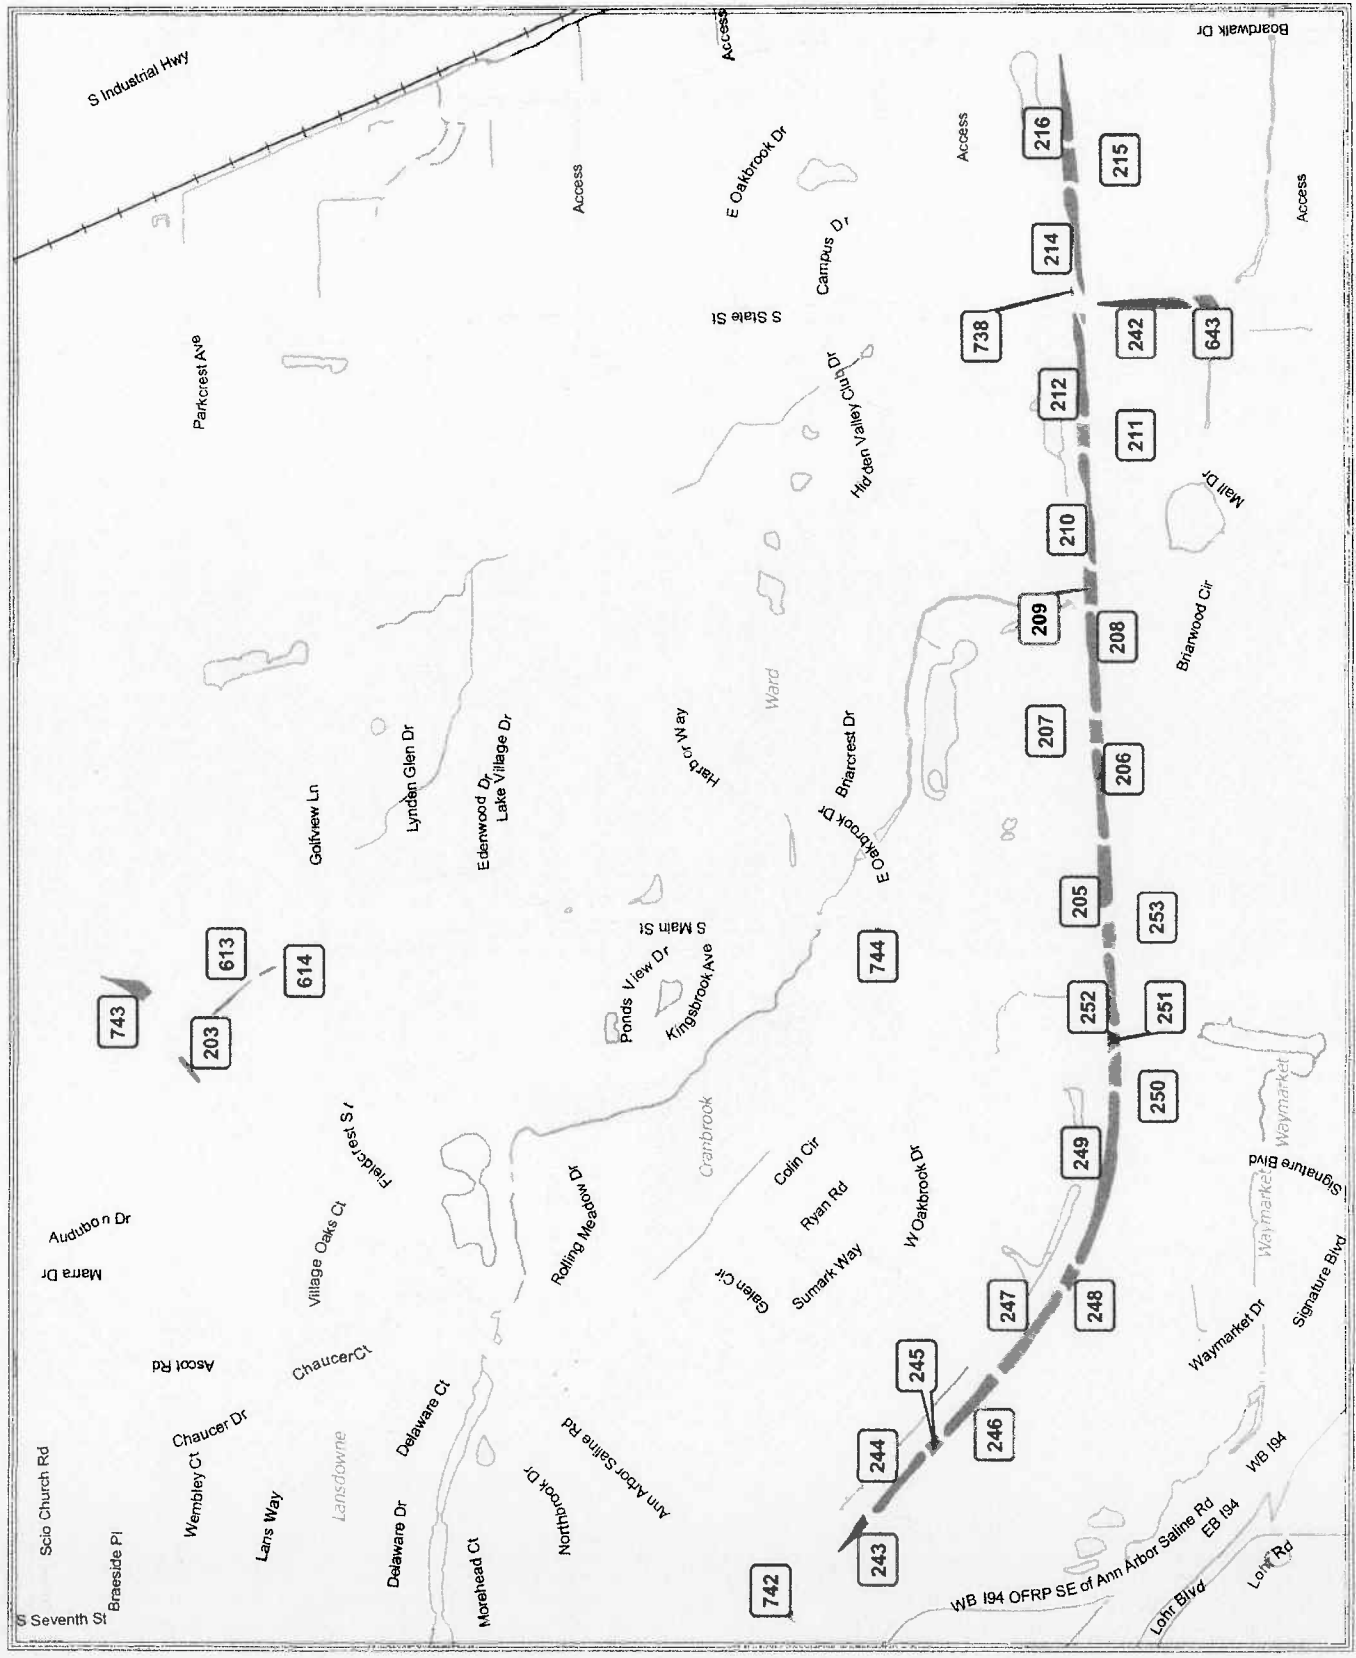 S Industrial Hwy
Access
Boardwalk Dr
216
215
Access
E Oakbrook Dr
Access
Access
214
Campus Dr
S State St
738
242
643
Parkcrest Ave
212
211
Hidden Valley Club Dr
Mall Dr
210
209
208
Briarwood Cir
Ward
207
206
Harbor Way
Briarcrest Dr
Lynden Glen Dr
Edenwood Dr
Lake Village Dr
Golfview Ln
E Oakbrook Dr
205
253
S Main St
744
613
614
743
203
Ponds View Dr
Kingsbrook Ave
252
251
250
Waymarket
Fieldcrest St
Cranbrook
249
Colin Cir
Ryan Rd
W Oakbrook Dr
Signature Blvd
Waymarket
Audubon Dr
Marra Dr
Village Oaks Ct
Rolling Meadow Dr
Galen Cir
Sumark Way
247
248
Signature Blvd
Waymarket Dr
Ascot Rd
Chaucer Ct
245
Delaware Ct
246
244
Chaucer Dr
Wembley Ct
Lansdowne
Ann Arbor Saline Rd
WB I94
Scio Church Rd
Lans Way
Delaware Dr
Northbrook Dr
EB I94
243
Braeside Pl
Morehead Ct
742
WB I94 OFRP SE of Ann Arbor Saline Rd
Lohr Rd
Lohr Blvd
S Seventh St